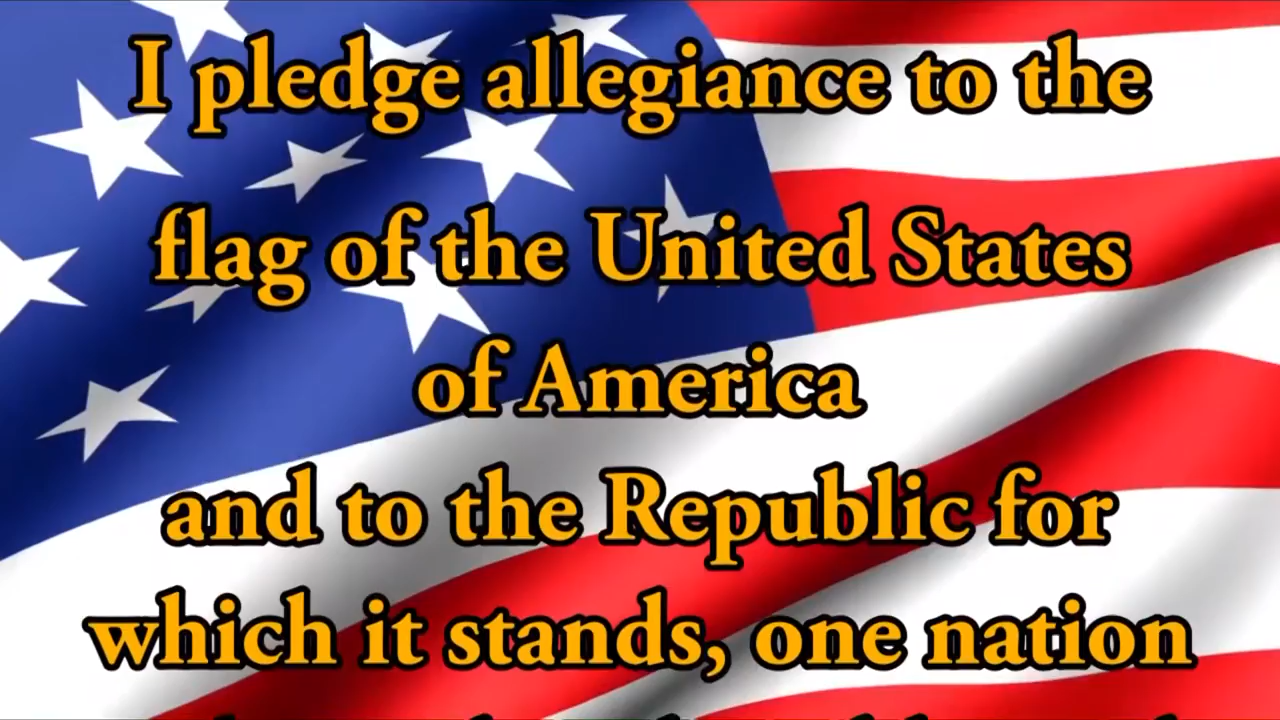 I pledge allegiance to the
flag of the United States
of America
and to the Republic for
which it stands, one nation